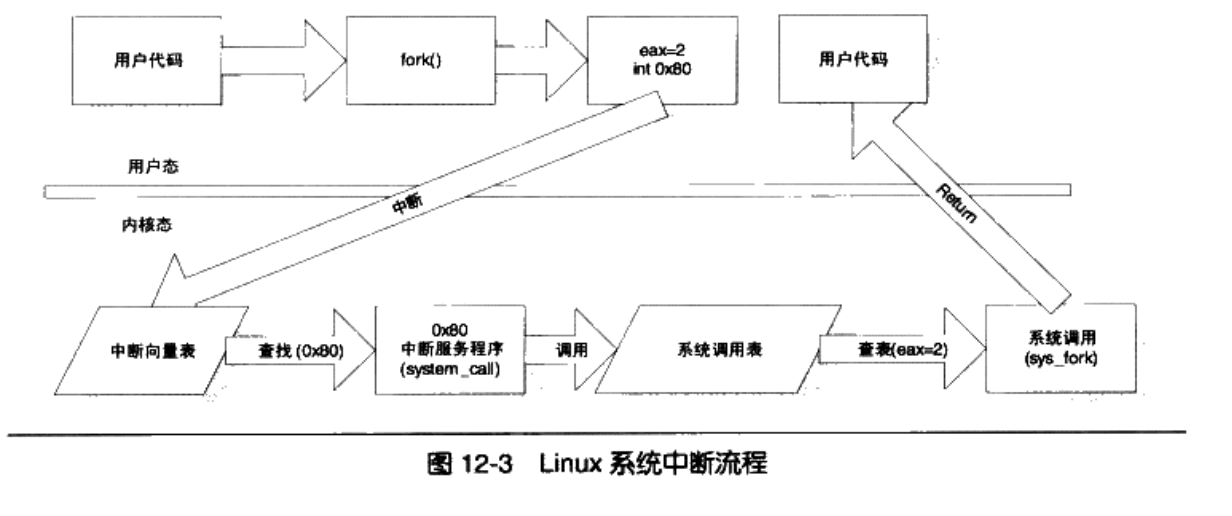 用户代码
fork()
eax=2
int 0x80
用户代码
用户态
中断
Return
内核态
中断向量表
查找 (0x80)
0x80
中断服务程序
(system_call)
调用
系统调用表
查表(eax=2)
系统调用
(sys_fork)
图 12-3 Linux 系统中断流程